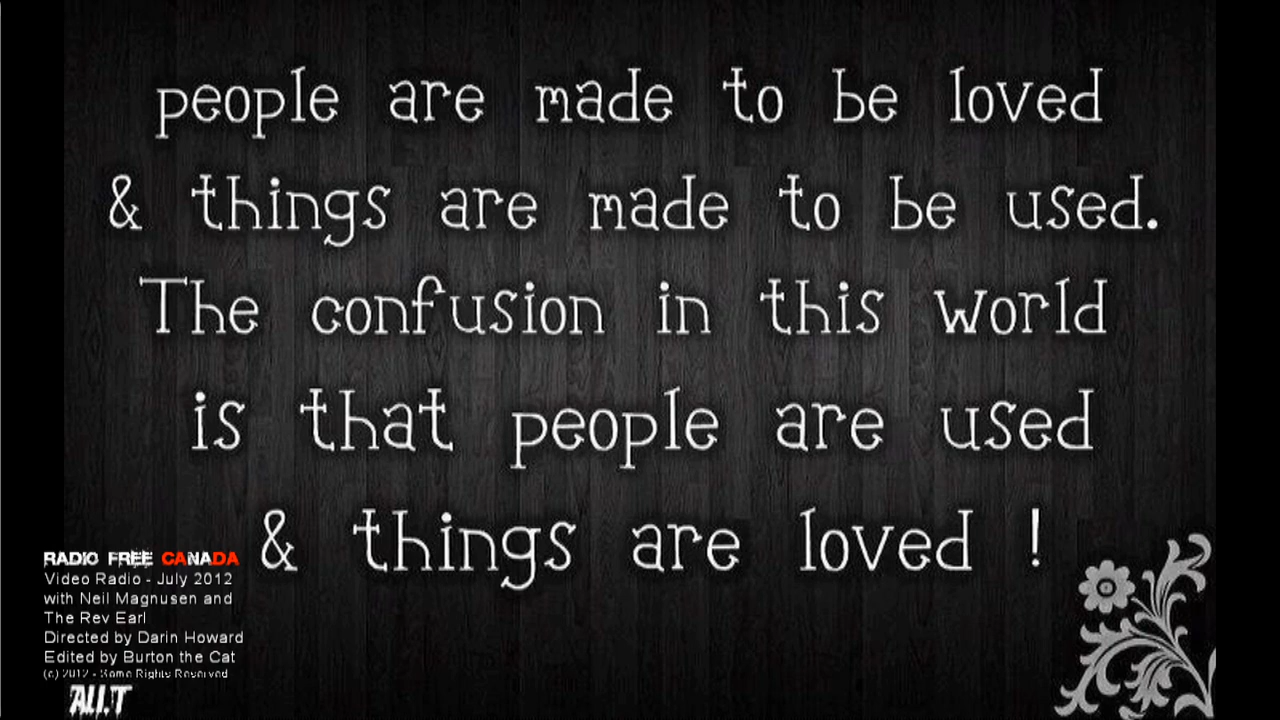 people are made to be loved
& things are made to be used.
The confusion in this world
is that people are used
& things are loved !
RADIO FREE CANADA
Video Radio - July 2012
with Neil Magnusen and
The Rev Earl
Directed by Darin Howard
Edited by Burton the Cat
(c) 2012 - Some Rights Reserved